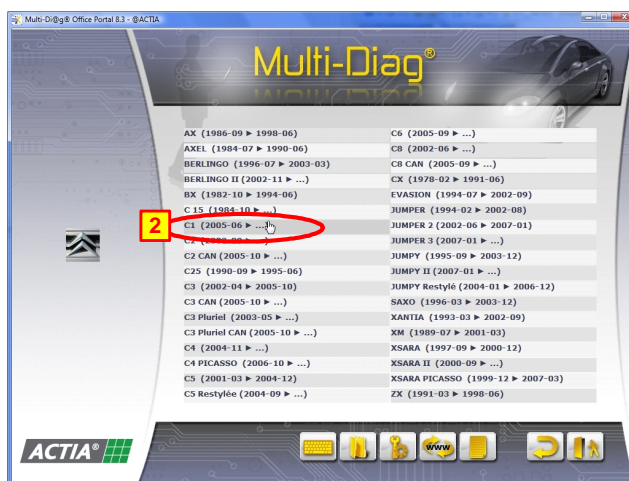 Multi-Di@g® Office Portal 8.3 - @ACTIA
Multi-Diag®
AX (1986-09 ► 1998-06)
AXEL (1984-07 ► 1990-06)
BERLINGO (1996-07 ► 2003-03)
BERLINGO II (2002-11 ► ...)
BX (1982-10 ► 1994-06)
C 15 (1984-10 ► ...)
2
C1 (2005-06 ► ...)
C2 CAN (2005-10 ► ...)
C25 (1990-09 ► 1995-06)
C3 (2002-04 ► 2005-10)
C3 CAN (2005-10 ► ...)
C3 Pluriel (2003-05 ► ...)
C3 Pluriel CAN (2005-10 ► ...)
C4 (2004-11 ► ...)
C4 PICASSO (2006-10 ► ...)
C5 (2001-03 ► 2004-12)
C5 Restylée (2004-09 ► ...)
C6 (2005-09 ► ...)
C8 (2002-06 ► ...)
C8 CAN (2005-09 ► ...)
CX (1978-02 ► 1991-06)
EVASION (1994-07 ► 2002-09)
JUMPER (1994-02 ► 2002-08)
JUMPER 2 (2002-06 ► 2007-01)
JUMPER 3 (2007-01 ► ...)
JUMPY (1995-09 ► 2003-12)
JUMPY II (2007-01 ► ...)
JUMPY Restylé (2004-01 ► 2006-12)
SAXO (1996-03 ► 2003-12)
XANTIA (1993-03 ► 2002-09)
XM (1989-07 ► 2001-03)
XSARA (1997-09 ► 2000-12)
XSARA II (2000-09 ► ...)
XSARA PICASSO (1999-12 ► 2007-03)
ZX (1991-03 ► 1998-06)
ACTIA®
www